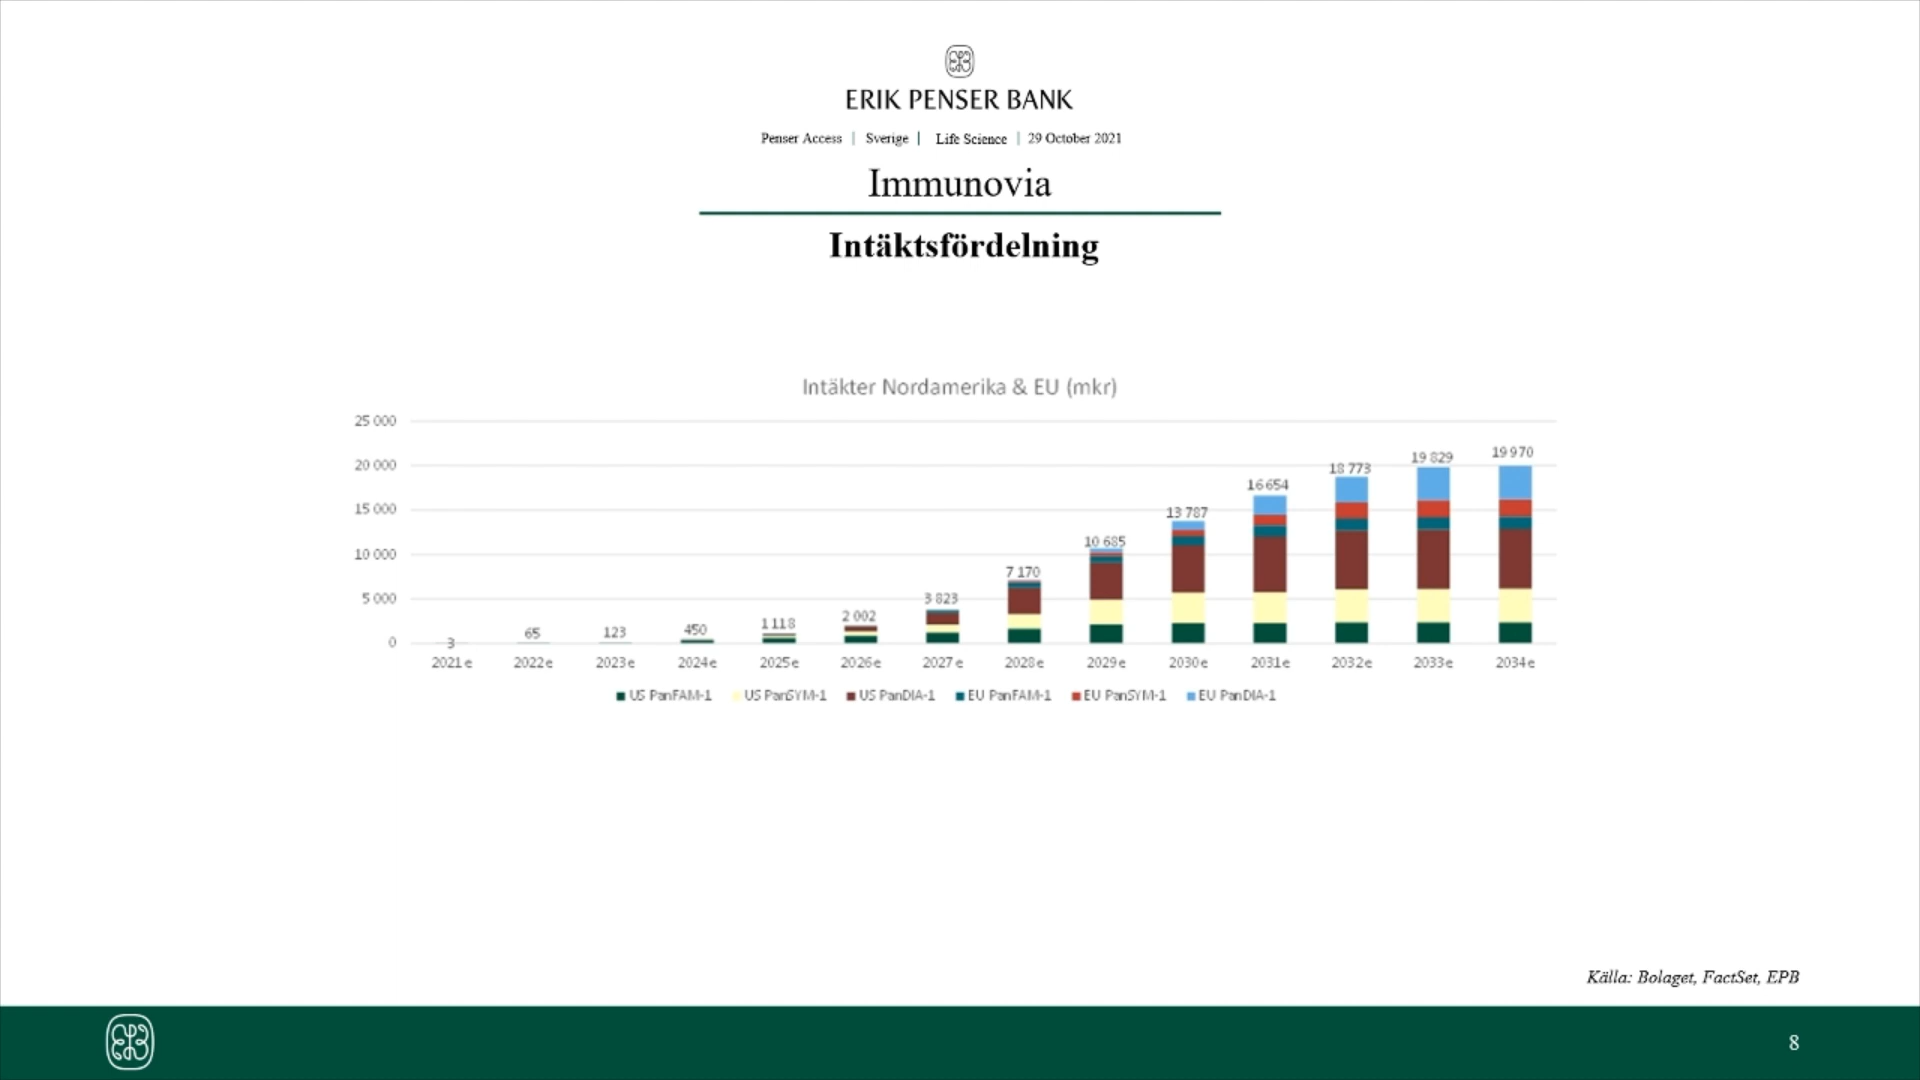 ERIK PENSER BANK
Penser Access | Sverige | Life Science | 29 October 2021
Immunovia
Intäktsfördelning
Intäkter Nordamerika & EU (mkr)
25 000
20 000
15 000
10 000
5 000
0
3
65
123
450
1 118
2 002
3 823
7 170
10 685
13 787
16 654
18 773
19 829
19 970
2021e 2022e 2023e 2024e 2025e 2026e 2027e 2028e 2029e 2030e 2031e 2032e 2033e 2034e
US PanFAM-1 US PanSYM-1 US PanDIA-1 EU PanFAM-1 EU PanSYM-1 EU PanDIA-1
Källa: Bolaget, FactSet, EPB
8